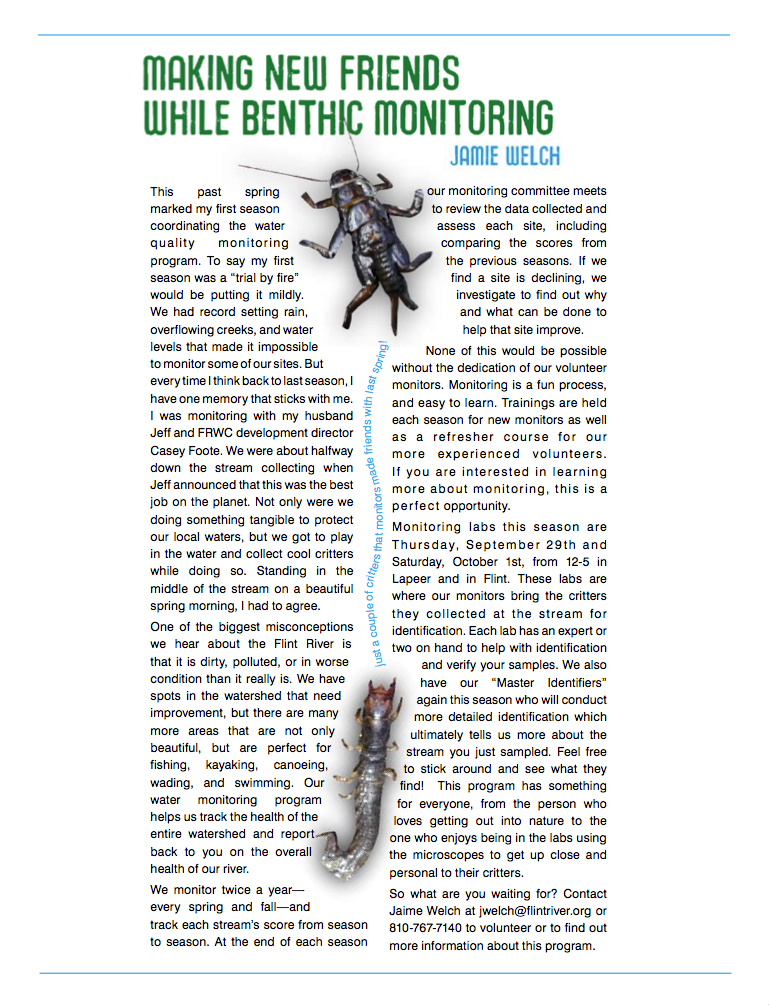 MAKING NEW FRIENDS
WHILE BENTHIC MONITORING
JAMIE WELCH
This past spring
marked my first season
coordinating the water
quality monitoring
program. To say my first
season was a “trial by fire”
would be putting it mildly.
We had record setting rain,
overflowing creeks, and water
levels that made it impossible
to monitor some of our sites. But
every time I think back to last season, I
have one memory that sticks with me.
I was monitoring with my husband
Jeff and FRWC development director
Casey Foote. We were about halfway
down the stream collecting when
Jeff announced that this was the best
job on the planet. Not only were we
doing something tangible to protect
our local waters, but we got to play
in the water and collect cool critters
while doing so. Standing in the
middle of the stream on a beautiful
spring morning, I had to agree.
One of the biggest misconceptions
we hear about the Flint River is
that it is dirty, polluted, or in worse
condition than it really is. We have
spots in the watershed that need
improvement, but there are many
more areas that are not only
beautiful, but are perfect for
fishing, kayaking, canoeing,
wading, and swimming. Our
water monitoring program
helps us track the health of the
entire watershed and report
back to you on the overall
health of our river.
We monitor twice a year—
every spring and fall—and
track each stream’s score from season
to season. At the end of each season
just a couple of critters that monitors made friends with last spring!
our monitoring committee meets
to review the data collected and
assess each site, including
comparing the scores from
the previous seasons. If we
find a site is declining, we
investigate to find out why
and what can be done to
help that site improve.
None of this would be possible
without the dedication of our volunteer
monitors. Monitoring is a fun process,
and easy to learn. Trainings are held
each season for new monitors as well
as a refresher course for our
more experienced volunteers.
If you are interested in learning
more about monitoring, this is a
perfect opportunity.
Monitoring labs this season are
Thursday, September 29th and
Saturday, October 1st, from 12-5 in
Lapeer and in Flint. These labs are
where our monitors bring the critters
they collected at the stream for
identification. Each lab has an expert or
two on hand to help with identification
and verify your samples. We also
have our “Master Identifiers”
again this season who will conduct
more detailed identification which
ultimately tells us more about the
stream you just sampled. Feel free
to stick around and see what they
find! This program has something
for everyone, from the person who
loves getting out into nature to the
one who enjoys being in the labs using
the microscopes to get up close and
personal to their critters.
So what are you waiting for? Contact
Jaime Welch at jwelch@flintriver.org or
810-767-7140 to volunteer or to find out
more information about this program.